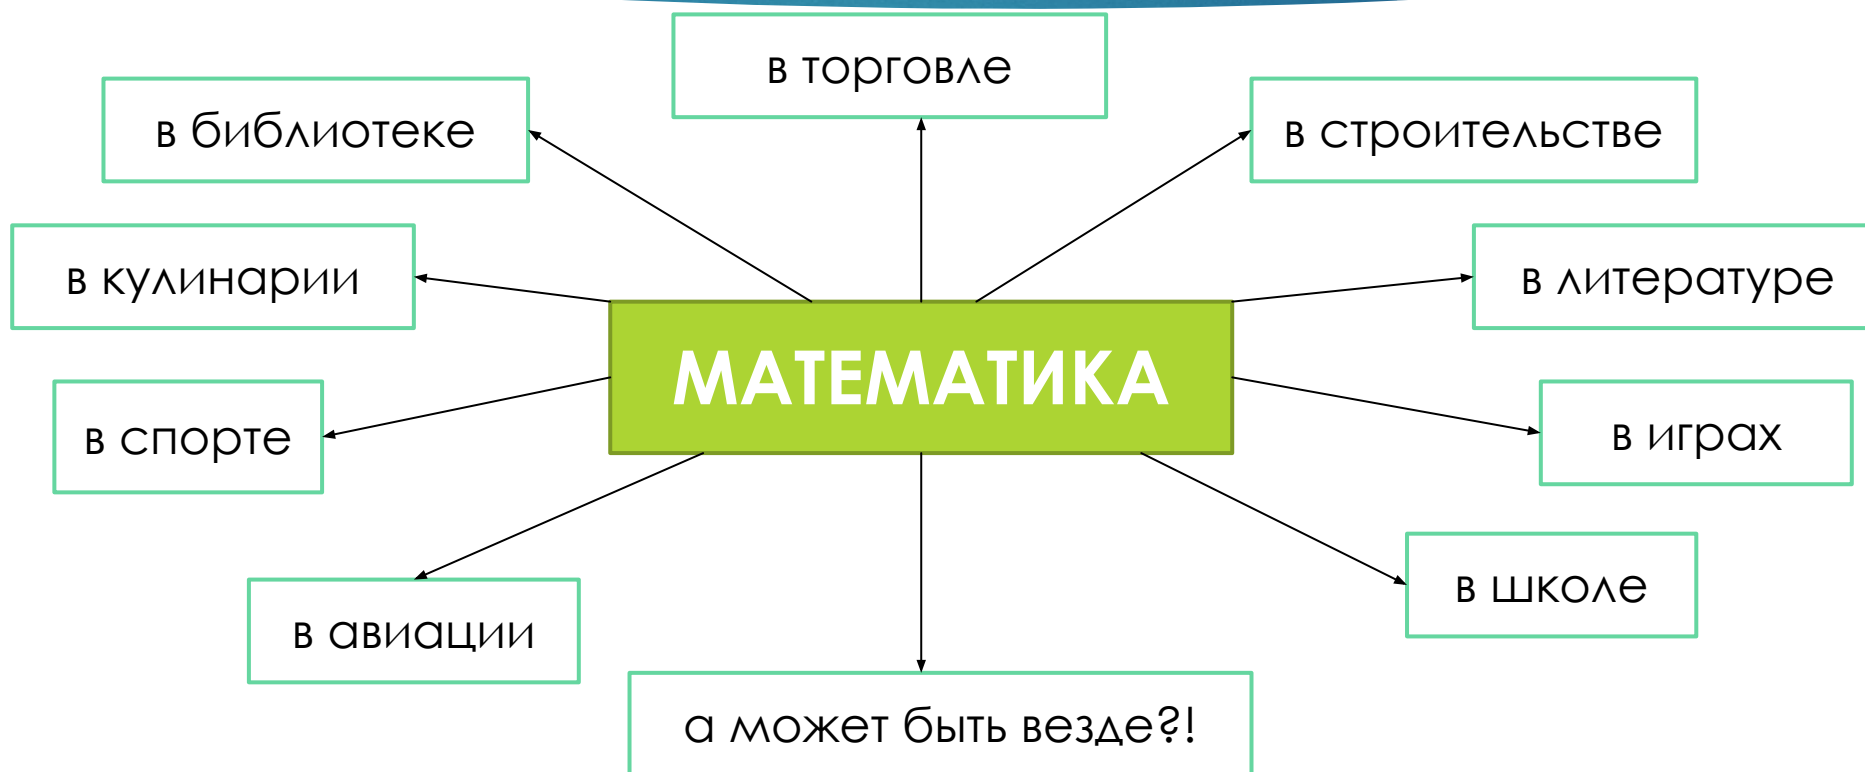 в торговле
в библиотеке
в строительстве
в кулинарии
в литературе
МАТЕМАТИКА
в спорте
в играх
в школе
в авиации
а может быть везде?!